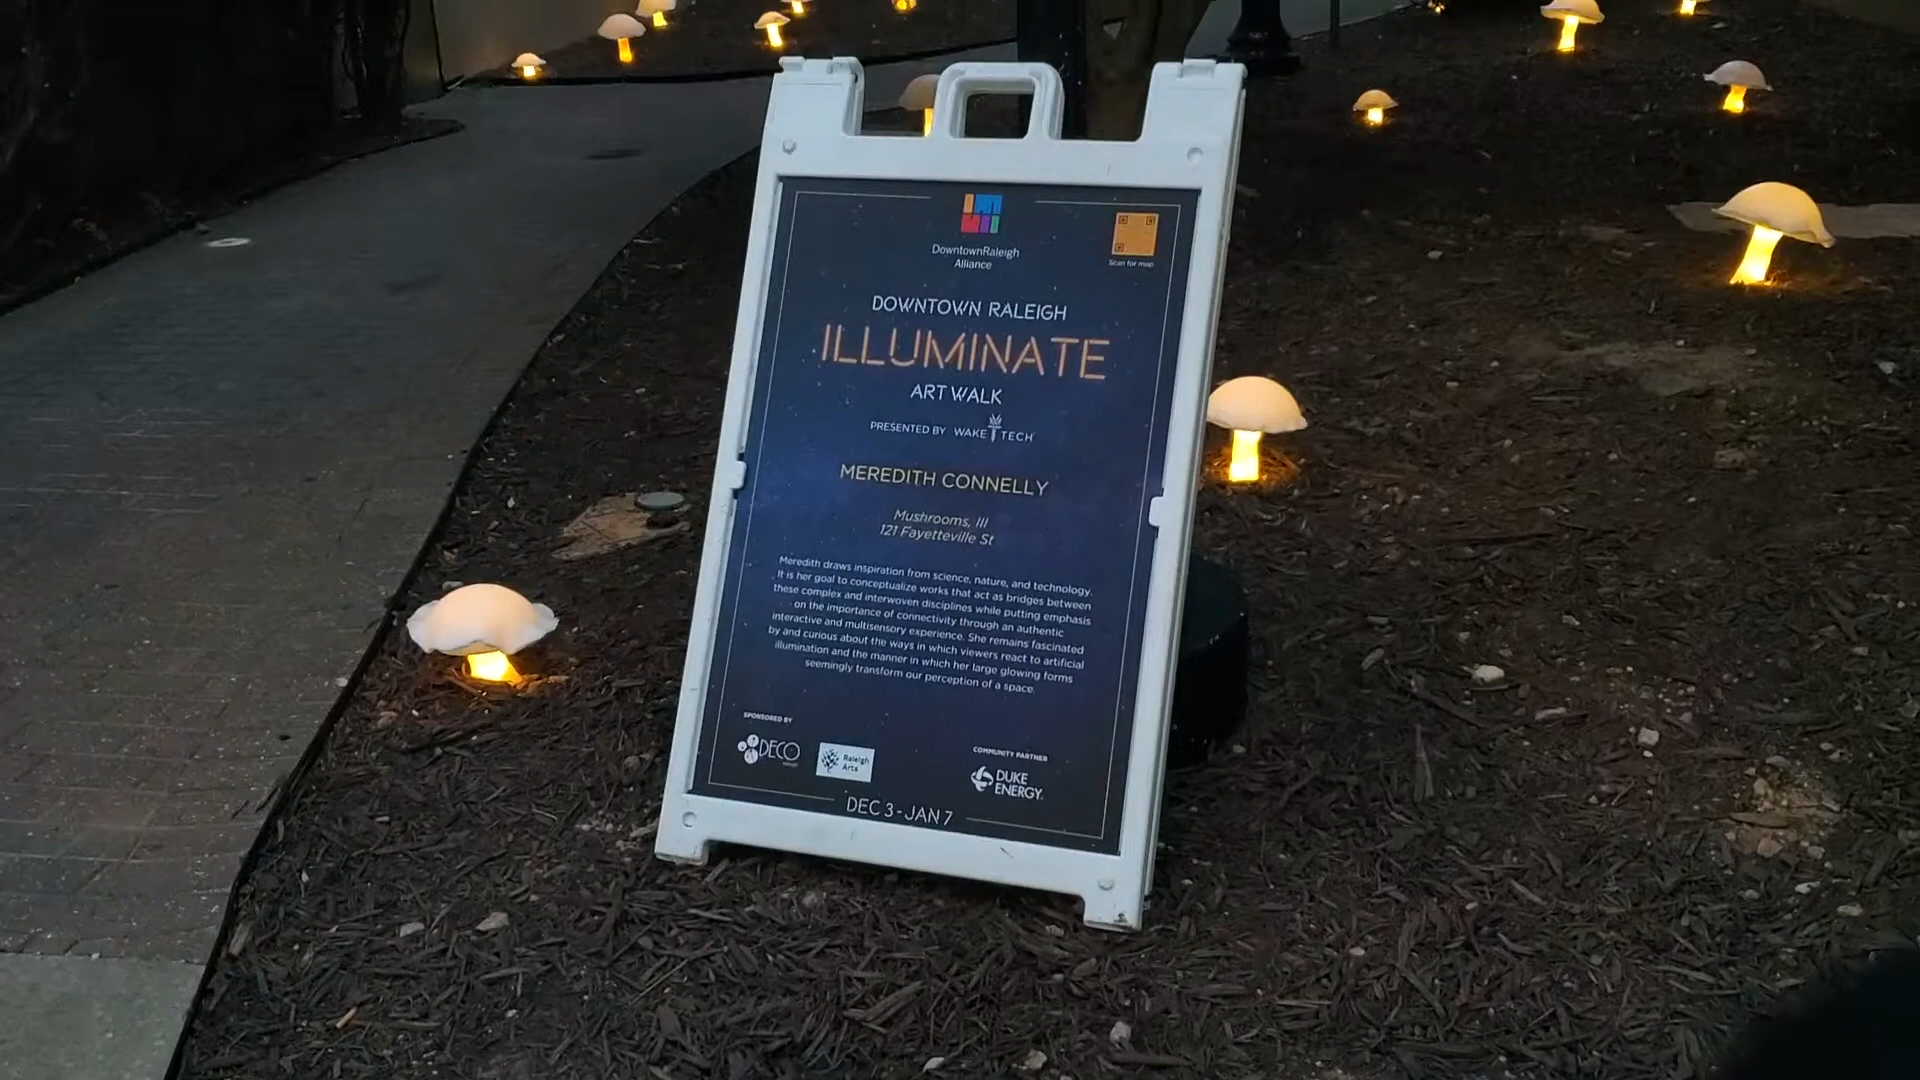 DowntownRaleigh
Alliance
Scan for map
DOWNTOWN RALEIGH
ILLUMINATE
ART WALK
PRESENTED BY WAKE TECH
MEREDITH CONNELLY
Mushrooms, III
121 Fayetteville St
Meredith draws inspiration from science, nature, and technology.
It is her goal to conceptualize works that act as bridges between
these complex and interwoven disciplines while putting emphasis
on the importance of connectivity through an authentic
interactive and multisensory experience. She remains fascinated
by and curious about the ways in which viewers react to artificial
illumination and the manner in which her large glowing forms
seemingly transform our perception of a space.
SPONSORED BY
DECO
Raleigh
Arts
COMMUNITY PARTNER
DUKE
ENERGY
DEC 3 - JAN 7